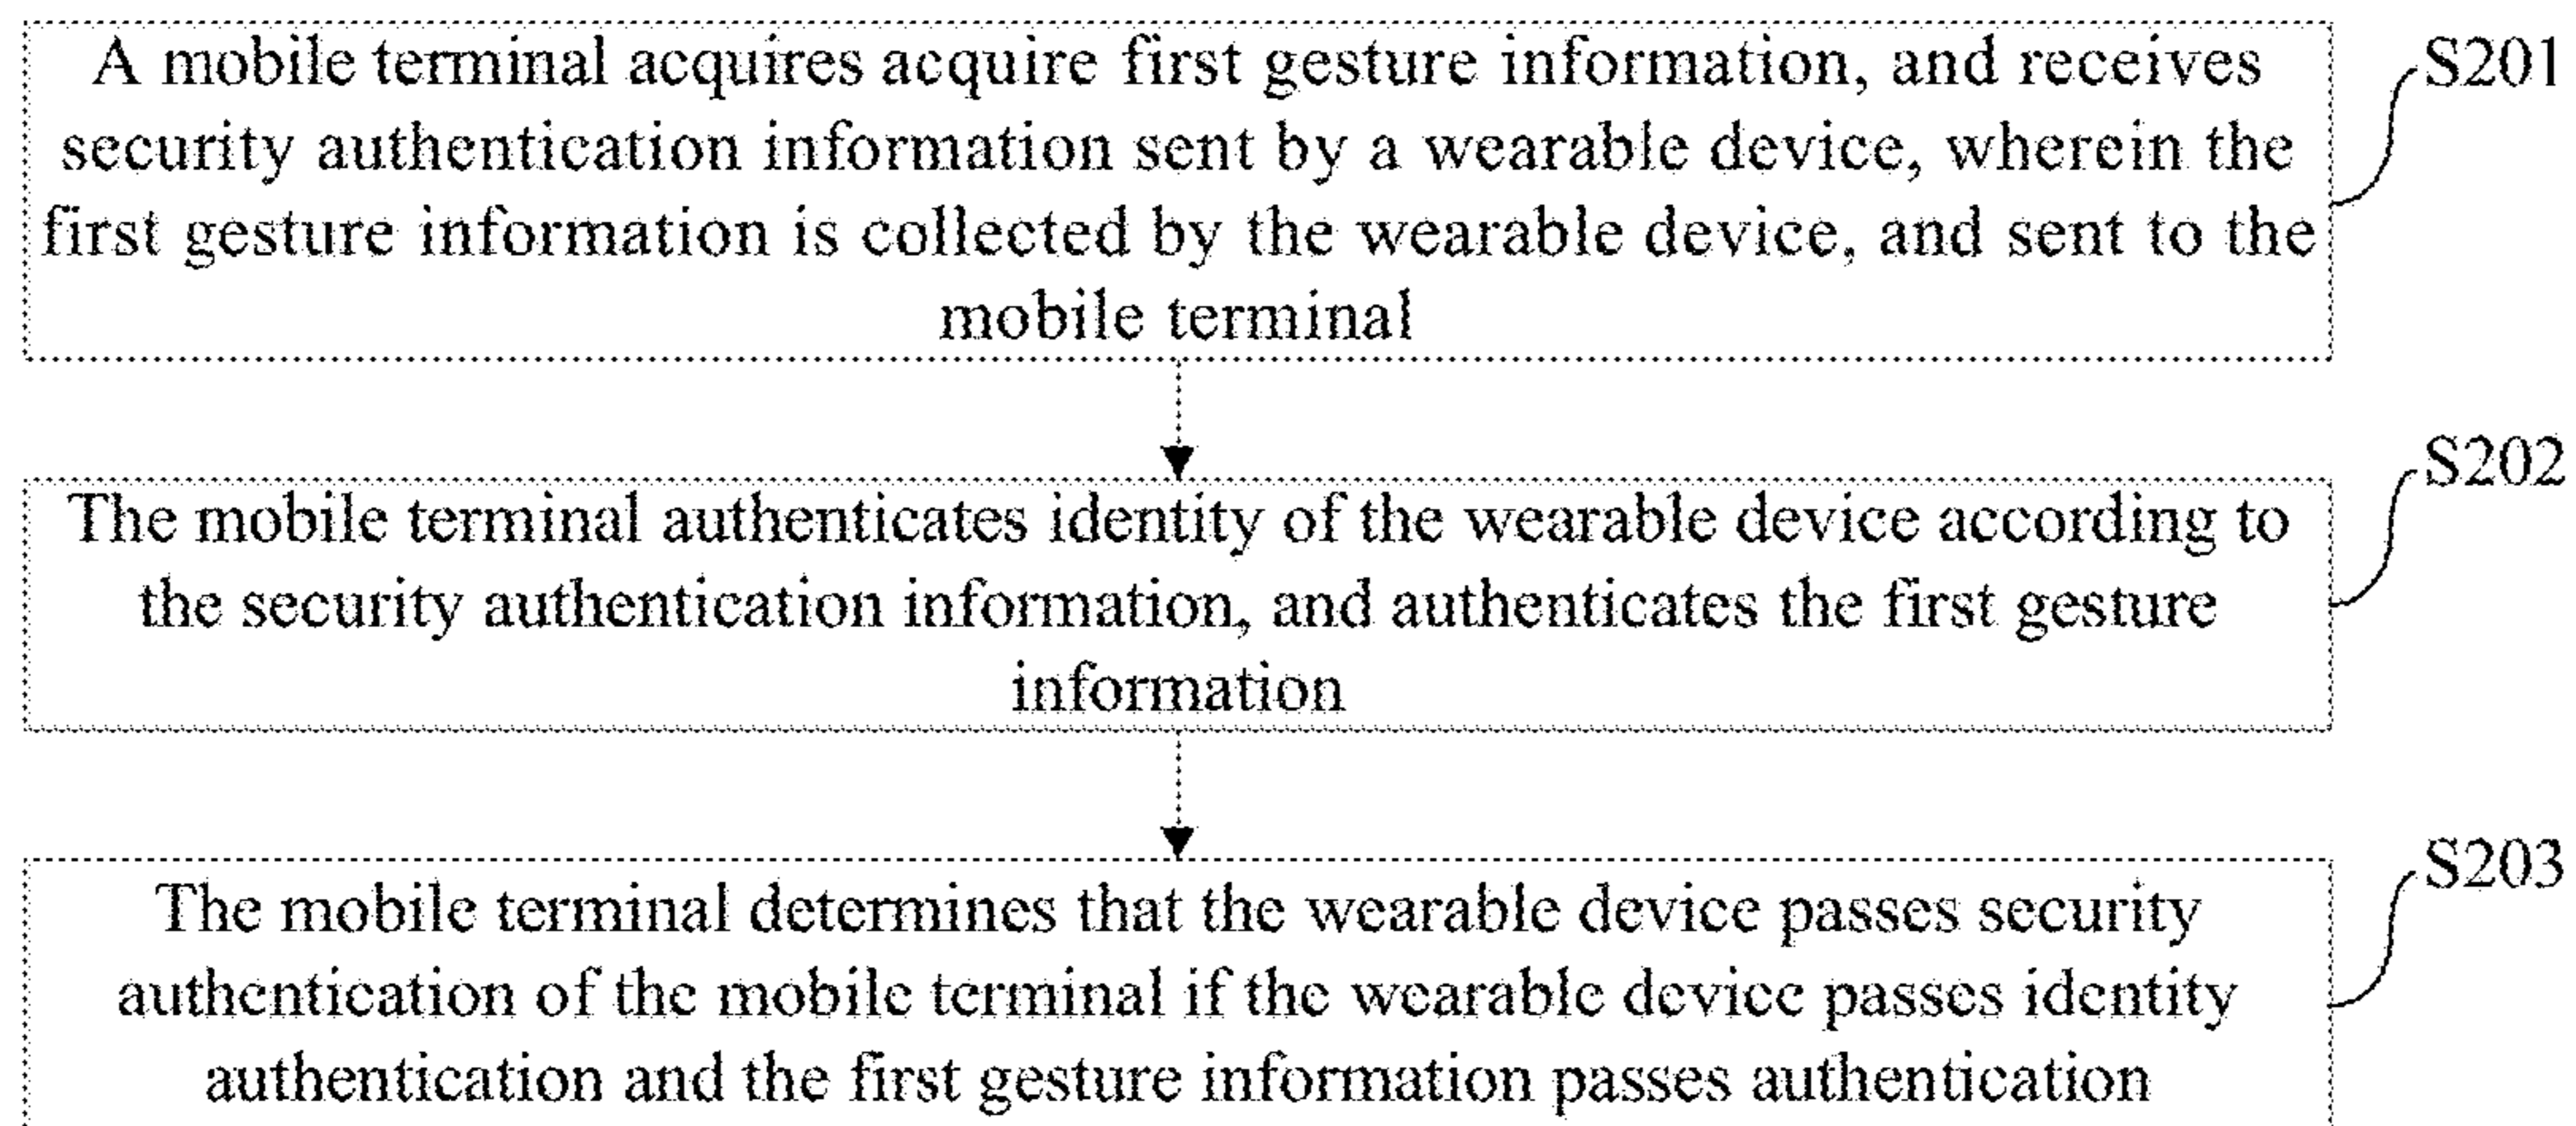 A mobile terminal acquires acquire first gesture information, and receives
security authentication information sent by a wearable device, wherein the
first gesture information is collected by the wearable device, and sent to the
mobile terminal
S201
The mobile terminal authenticates identity of the wearable device according to
the security authentication information, and authenticates the first gesture
information
S202
The mobile terminal determines that the wearable device passes security
authentication of the mobile terminal if the wearable device passes identity
authentication and the first gesture information passes authentication
S203